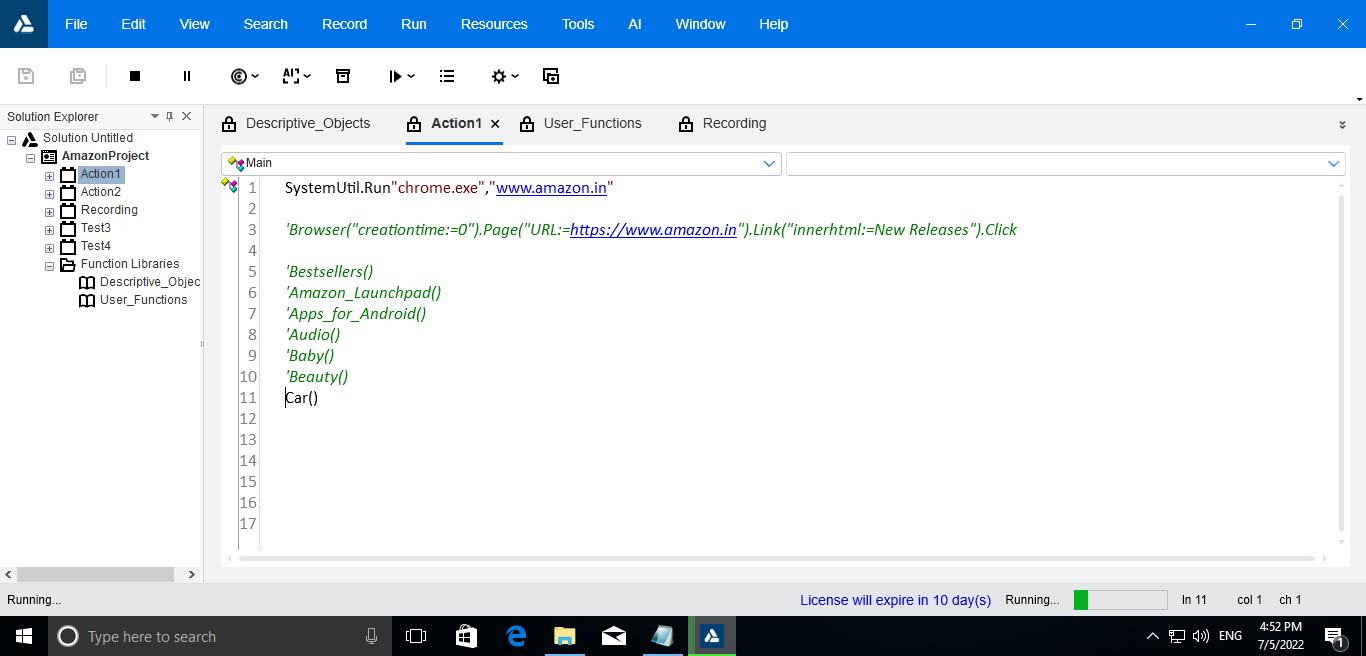 File Edit View Search Record Run Resources Tools AI Window Help
Solution Explorer
Solution Untitled
AmazonProject
Action1
Action2
Recording
Test3
Test4
Function Libraries
Descriptive_Objec
User_Functions
Descriptive_Objects Action1 User_Functions Recording
Main
1 SystemUtil.Run"chrome.exe","www.amazon.in"
2
3 'Browser("creationtime:=0").Page("URL:=https://www.amazon.in").Link("innerhtml:=New Releases").Click
4
5 'Bestsellers()
6 'Amazon_Launchpad()
7 'Apps_for_Android()
8 'Audio()
9 'Baby()
10 'Beauty()
11 Car()
12
13
14
15
16
17
Running... License will expire in 10 day(s) Running... ln 11 col 1 ch 1
Type here to search
ENG
4:52 PM
7/5/2022
1